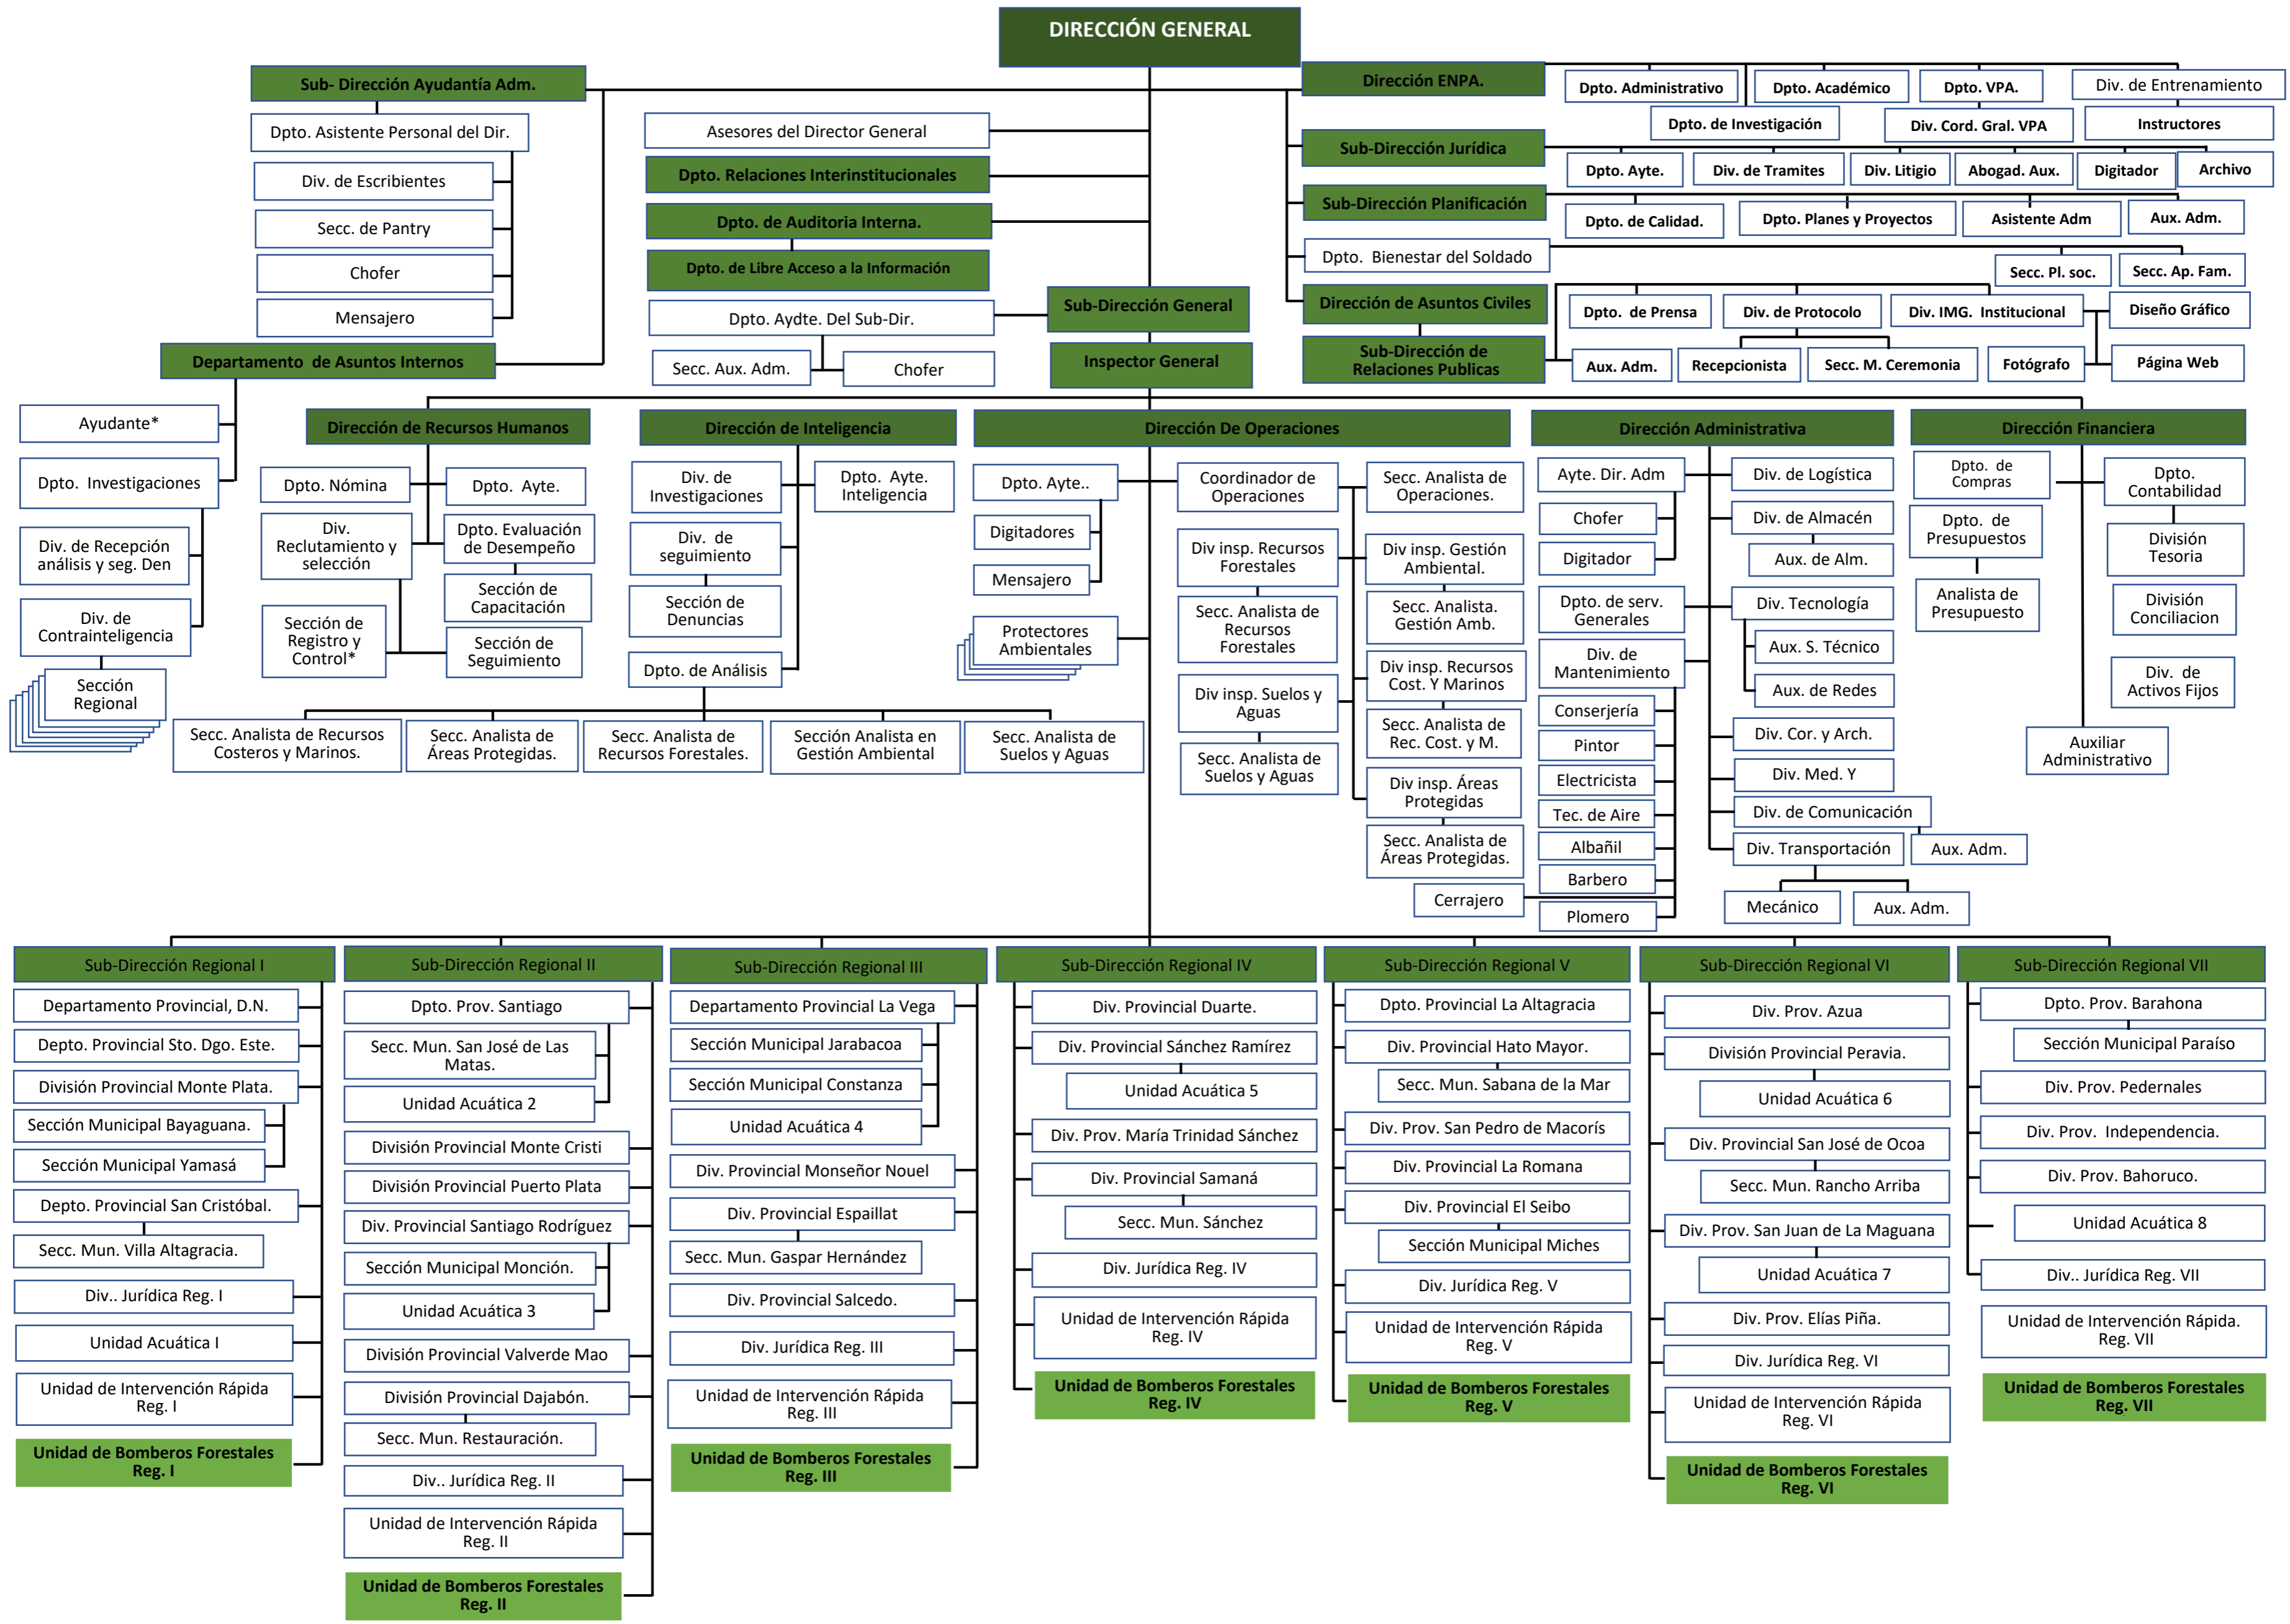 DIRECCIÓN GENERAL
Sub- Dirección Ayudantía Adm.
Dpto. Asistente Personal del Dir.
Div. de Escribientes
Secc. de Pantry
Chofer
Mensajero
Departamento de Asuntos Internos
Ayudante*
Dpto. Investigaciones
Div. de Recepción
análisis y seg. Den
Div. de
Contrainteligencia
Sección
Regional
Asesores del Director General
Dpto. Relaciones Interinstitucionales
Dpto. de Auditoria Interna.
Dpto. de Libre Acceso a la Información
Sub-Dirección General
Dpto. Aydte. Del Sub-Dir.
Secc. Aux. Adm.
Chofer
Inspector General
Dirección ENPA.
Dpto. Administrativo
Dpto. Académico
Dpto. VPA.
Div. de Entrenamiento
Dpto. de Investigación
Div. Cord. Gral. VPA
Instructores
Sub-Dirección Jurídica
Dpto. Ayte.
Div. de Tramites
Div. Litigio
Abogad. Aux.
Digitador
Archivo
Sub-Dirección Planificación
Dpto. de Calidad.
Dpto. Planes y Proyectos
Asistente Adm
Aux. Adm.
Dpto. Bienestar del Soldado
Secc. Pl. soc.
Secc. Ap. Fam.
Dirección de Asuntos Civiles
Sub-Dirección de
Relaciones Publicas
Dpto. de Prensa
Div. de Protocolo
Div. IMG. Institucional
Diseño Gráfico
Aux. Adm.
Recepcionista
Secc. M. Ceremonia
Fotógrafo
Página Web
Dirección de Recursos Humanos
Dpto. Nómina
Dpto. Ayte.
Div.
Reclutamiento y
selección
Dpto. Evaluación
de Desempeño
Sección de
Capacitación
Sección de
Registro y
Control*
Sección de
Seguimiento
Dirección de Inteligencia
Div. de
Investigaciones
Dpto. Ayte.
Inteligencia
Div. de
seguimiento
Sección de
Denuncias
Dpto. de Análisis
Secc. Analista de Recursos
Costeros y Marinos.
Secc. Analista de
Áreas Protegidas.
Secc. Analista de
Recursos Forestales.
Sección Analista en
Gestión Ambiental
Secc. Analista de
Suelos y Aguas
Dirección De Operaciones
Dpto. Ayte..
Digitadores
Mensajero
Protectores
Ambientales
Coordinador de
Operaciones
Secc. Analista de
Operaciones.
Div insp. Recursos
Forestales
Div insp. Gestión
Ambiental.
Secc. Analista de
Recursos
Forestales
Secc. Analista.
Gestión Amb.
Div insp. Suelos y
Aguas
Div insp. Recursos
Cost. Y Marinos
Secc. Analista de
Suelos y Aguas
Secc. Analista de
Rec. Cost. y M.
Div insp. Áreas
Protegidas
Secc. Analista de
Áreas Protegidas.
Dirección Administrativa
Ayte. Dir. Adm
Chofer
Digitador
Dpto. de serv.
Generales
Div. de
Mantenimiento
Conserjería
Pintor
Electricista
Tec. de Aire
Albañil
Barbero
Cerrajero
Plomero
Div. de Logística
Div. de Almacén
Aux. de Alm.
Div. Tecnología
Aux. S. Técnico
Aux. de Redes
Div. Cor. y Arch.
Div. Med. Y
Div. de Comunicación
Aux. Adm.
Div. Transportación
Mecánico
Aux. Adm.
Dirección Financiera
Dpto. de
Compras
Dpto.
Contabilidad
Dpto. de
Presupuestos
División
Tesoria
Analista de
Presupuesto
División
Conciliacion
Div. de
Activos Fijos
Auxiliar
Administrativo
Sub-Dirección Regional I
Departamento Provincial, D.N.
Depto. Provincial Sto. Dgo. Este.
División Provincial Monte Plata.
Sección Municipal Bayaguana.
Sección Municipal Yamasá
Depto. Provincial San Cristóbal.
Secc. Mun. Villa Altagracia.
Div.. Jurídica Reg. I
Unidad Acuática I
Unidad de Intervención Rápida
Reg. I
Unidad de Bomberos Forestales
Reg. I
Sub-Dirección Regional II
Dpto. Prov. Santiago
Secc. Mun. San José de Las
Matas.
Unidad Acuática 2
División Provincial Monte Cristi
División Provincial Puerto Plata
Div. Provincial Santiago Rodríguez
Sección Municipal Monción.
Unidad Acuática 3
División Provincial Valverde Mao
División Provincial Dajabón.
Secc. Mun. Restauración.
Div.. Jurídica Reg. II
Unidad de Intervención Rápida
Reg. II
Unidad de Bomberos Forestales
Reg. II
Sub-Dirección Regional III
Departamento Provincial La Vega
Sección Municipal Jarabacoa
Sección Municipal Constanza
Unidad Acuática 4
Div. Provincial Monseñor Nouel
Div. Provincial Espaillat
Secc. Mun. Gaspar Hernández
Div. Provincial Salcedo.
Div. Jurídica Reg. III
Unidad de Intervención Rápida
Reg. III
Unidad de Bomberos Forestales
Reg. III
Sub-Dirección Regional IV
Div. Provincial Duarte.
Div. Provincial Sánchez Ramírez
Unidad Acuática 5
Div. Prov. María Trinidad Sánchez
Div. Provincial Samaná
Secc. Mun. Sánchez
Div. Jurídica Reg. IV
Unidad de Intervención Rápida
Reg. IV
Unidad de Bomberos Forestales
Reg. IV
Sub-Dirección Regional V
Dpto. Provincial La Altagracia
Div. Provincial Hato Mayor.
Secc. Mun. Sabana de la Mar
Div. Prov. San Pedro de Macorís
Div. Provincial La Romana
Div. Provincial El Seibo
Sección Municipal Miches
Div. Jurídica Reg. V
Unidad de Intervención Rápida
Reg. V
Unidad de Bomberos Forestales
Reg. V
Sub-Dirección Regional VI
Div. Prov. Azua
División Provincial Peravia.
Unidad Acuática 6
Div. Provincial San José de Ocoa
Secc. Mun. Rancho Arriba
Div. Prov. San Juan de La Maguana
Unidad Acuática 7
Div. Prov. Elías Piña.
Div. Jurídica Reg. VI
Unidad de Intervención Rápida
Reg. VI
Unidad de Bomberos Forestales
Reg. VI
Sub-Dirección Regional VII
Dpto. Prov. Barahona
Sección Municipal Paraíso
Div. Prov. Pedernales
Div. Prov. Independencia.
Div. Prov. Bahoruco.
Unidad Acuática 8
Div.. Jurídica Reg. VII
Unidad de Intervención Rápida.
Reg. VII
Unidad de Bomberos Forestales
Reg. VII